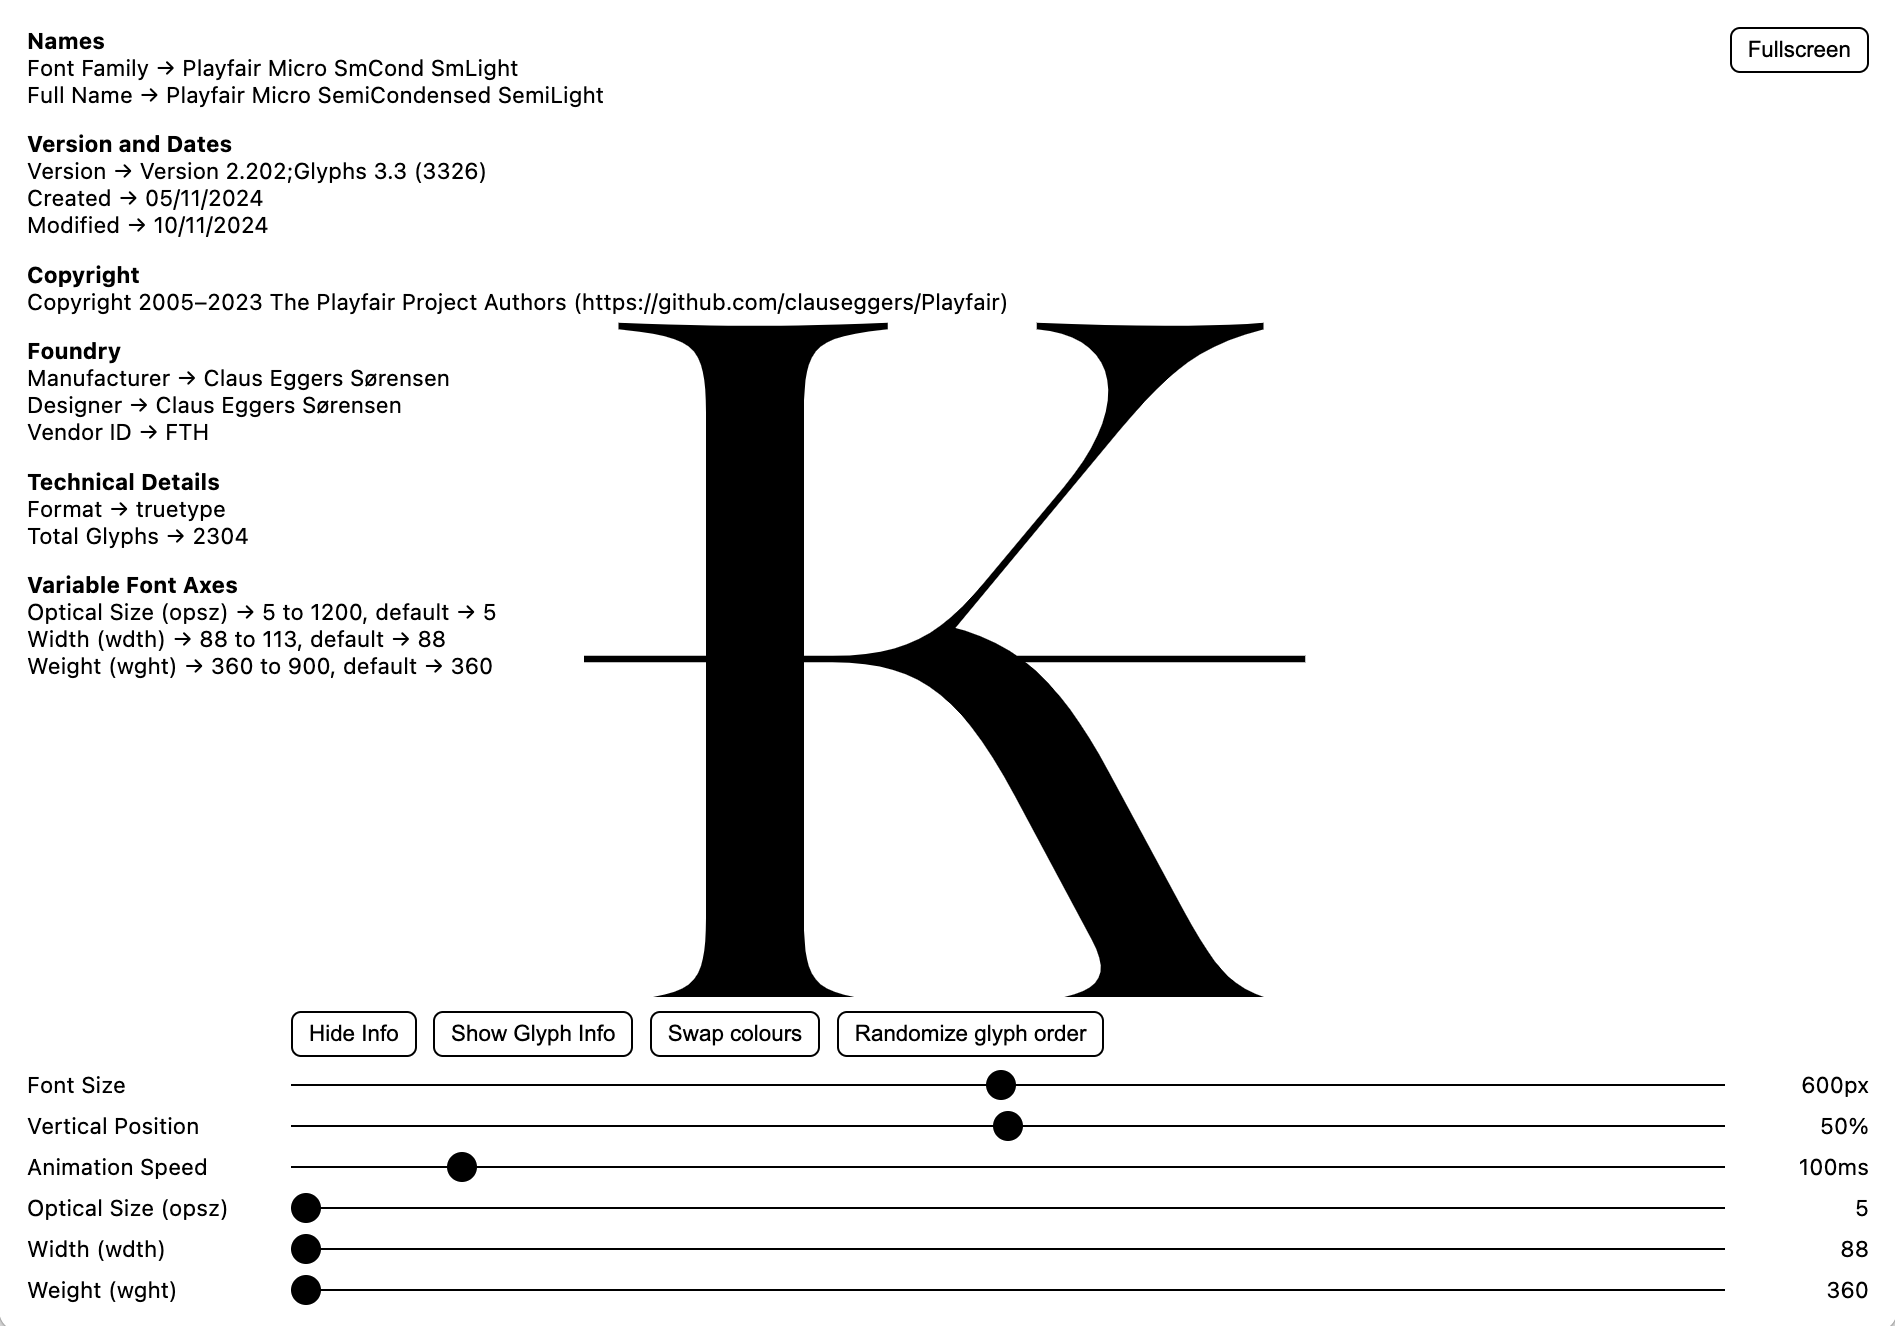 Names
Font Family → Playfair Micro SmCond SmLight
Full Name → Playfair Micro SemiCondensed SemiLight
Fullscreen
Version and Dates
Version → Version 2.202;Glyphs 3.3 (3326)
Created → 05/11/2024
Modified → 10/11/2024
Copyright
Copyright 2005–2023 The Playfair Project Authors (https://github.com/clauseggers/Playfair)
Foundry
Manufacturer → Claus Eggers Sørensen
Designer → Claus Eggers Sørensen
Vendor ID → FTH
Technical Details
Format → truetype
Total Glyphs → 2304
Variable Font Axes
Optical Size (opsz) → 5 to 1200, default → 5
Width (wdth) → 88 to 113, default → 88
Weight (wght) → 360 to 900, default → 360
K
Hide Info
Show Glyph Info
Swap colours
Randomize glyph order
Font Size 600px
Vertical Position 50%
Animation Speed 100ms
Optical Size (opsz) 5
Width (wdth) 88
Weight (wght) 360